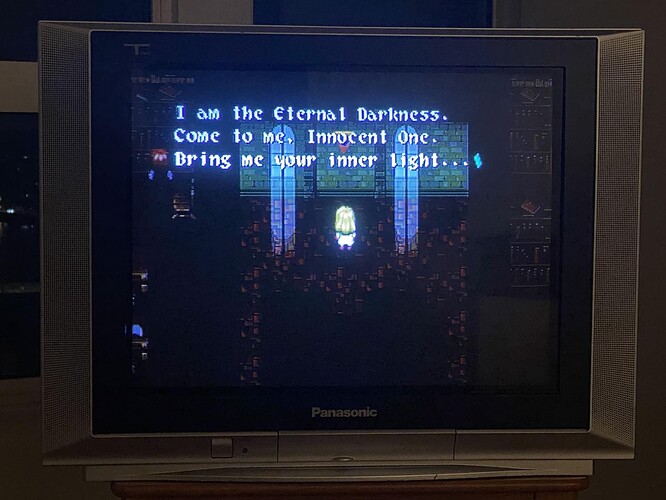 I am the Eternal Darkness.
Come to me, Innocent One.
Bring me your inner light...
Panasonic